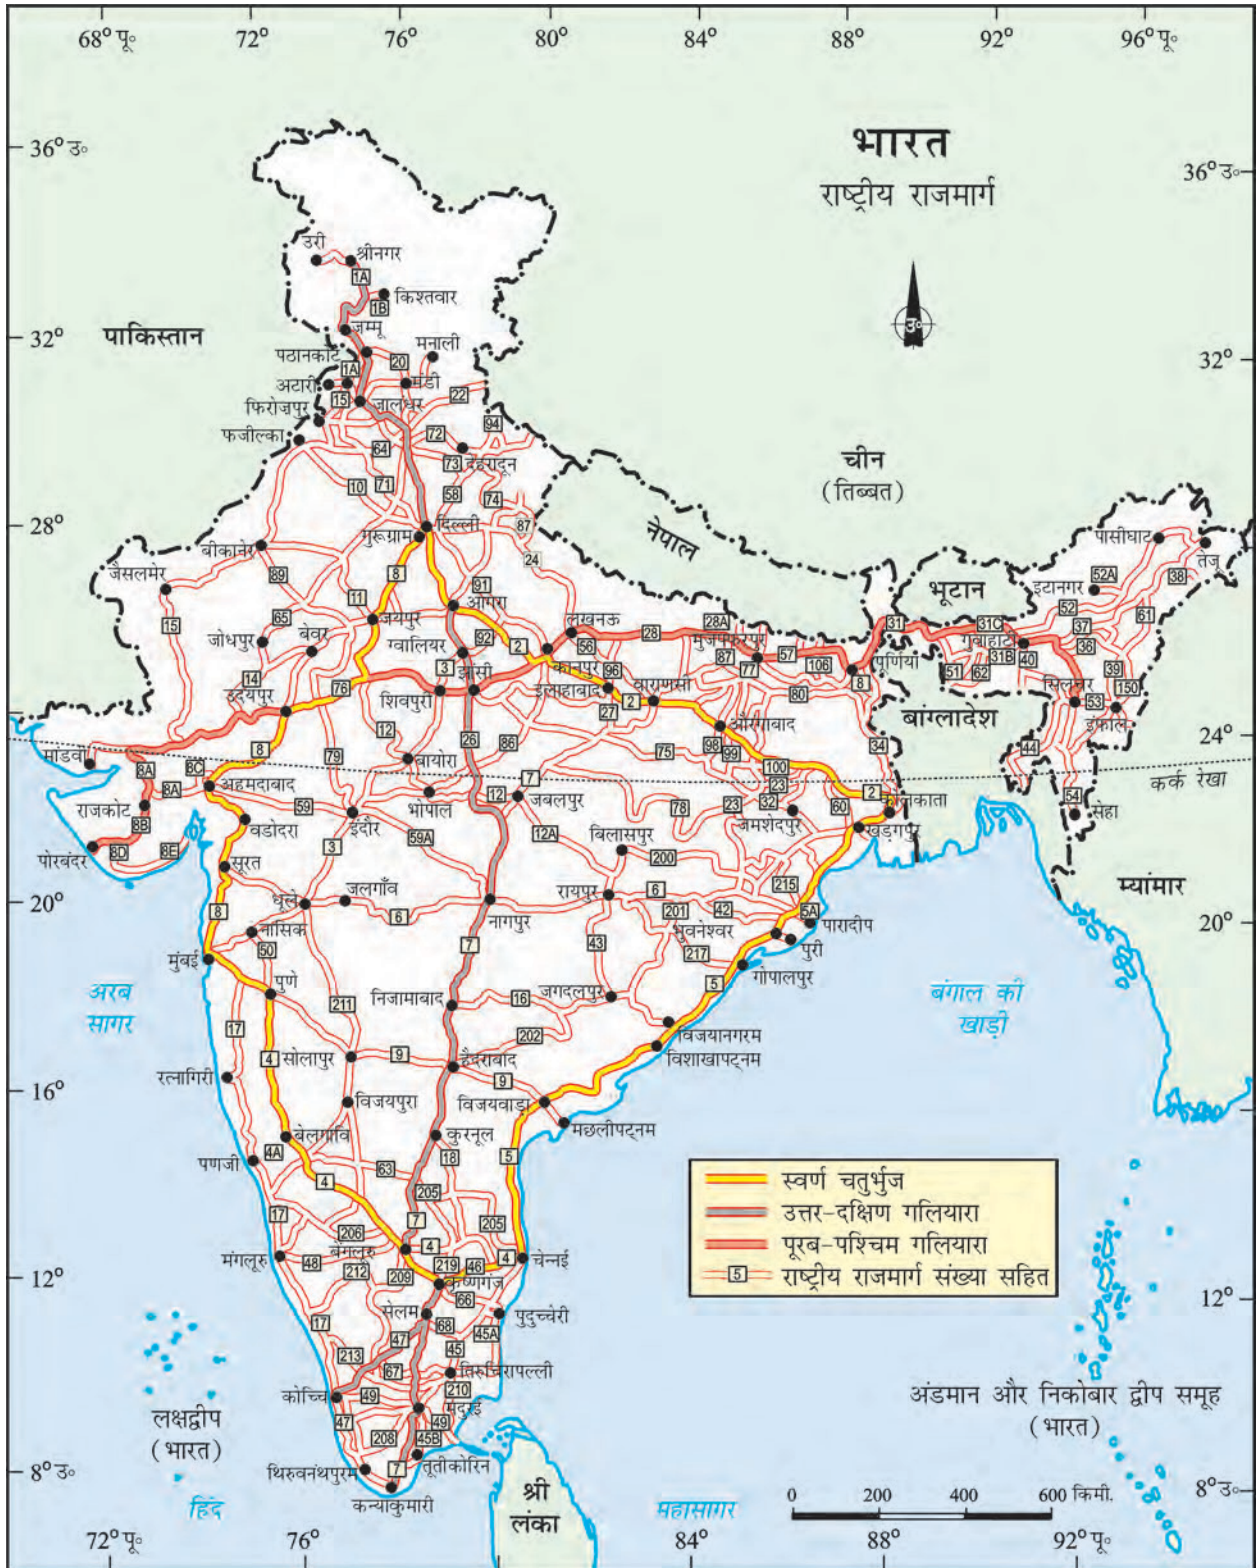 68° पू॰ 72° 76° 80° 84° 88° 92° 96° पू॰
36° उ॰
भारत
36° उ॰
राष्ट्रीय राजमार्ग
उरी श्रीनगर
1A
किश्तवार
1B
उ॰
पाकिस्तान
जम्मू
32°
मनाली
32°
पठानकोट
1A 20
अटारी मंडी
15 22
जालंधर
फिरोज़पुर
फजील्का
72 94
64
73 देहरादून
चीन
(तिब्बत)
10 71 58 74
28° दिल्ली 87 28°
गुरूग्राम
नेपाल
बीकानेर
24
पासीघाट
तेजू
जैसलमेर
89 8 91
भूटान
इटानगर 52A 38
11 आगरा
52 61
15 65 जयपुर
लखनऊ 28 28A
31 31C 37
जोधपुर बेवर
ग्वालियर 92 2 56
मुजफ्फरपुर
गुवाहाटी 36
3 झाँसी कानपुर 96
87 57 106 पूर्णिया
51 62 31B 40 39
14
77 6
उदयपुर 76
शिवपुरी इलाहाबाद वाराणसी
80
सिलचर 53 150
27 2
बांग्लादेश
इंफाल
12 26 86
औरंगाबाद
8 79 75 98 99 34 44 24°
मांडवी
बायोरा
100
कर्क रेखा
8A 6C
अहमदाबाद
7
23
8A 59
भोपाल 12 जबलपुर
78 23 32 60 2 कोलकाता
54
राजकोट
सेहा
8B
वडोदरा इंदौर
12A बिलासपुर
जमशेदपुर
खड़गपुर
पोरबंदर 8D 8E
3 59A
200
सूरत
215
म्यांमार
20° 8 धूले जलगाँव
6
नागपुर
रायपुर 6 201 42 5A पारादीप 20°
नासिक
भुवनेश्वर
पुरी
मुंबई 50 7 43 217
गोपालपुर
पुणे
अरब
सागर
211 निजामाबाद 16 जगदलपुर 5
बंगाल की
खाड़ी
17
202
विजयानगरम
4 सोलापुर 9 हैदराबाद
विशाखापट्नम
रत्नागिरी
9
16° 16°
विजयपुरा विजयवाड़ा
मछलीपट्नम
बेलगावि कुरनूल
4A 18 5
पणजी 63
4 205
स्वर्ण चतुर्भुज
17 7 205
उत्तर-दक्षिण गलियारा
206
बेंगलुरु 4
पूरब-पश्चिम गलियारा
मंगलूरु 48 219 46 4 चेन्नई
212 209 कृष्णगंज
5 राष्ट्रीय राजमार्ग संख्या सहित
12° 66 12°
सेलम
पुदुच्चेरी
17 68
47 45A
213 45
67 तिरुचिरापल्ली
कोच्चि 49 210
अंडमान और निकोबार द्वीप समूह
(भारत)
मदुरई
लक्षद्वीप
(भारत)
47 49
208 45B
8° उ॰ थिरुवनंथपुरम 7 तूतीकोरिन
श्री
लंका
8° उ॰
कन्याकुमारी
हिंद महासागर
0 200 400 600 किमी.
72° पू॰ 76° 84° 88° 92° पू॰